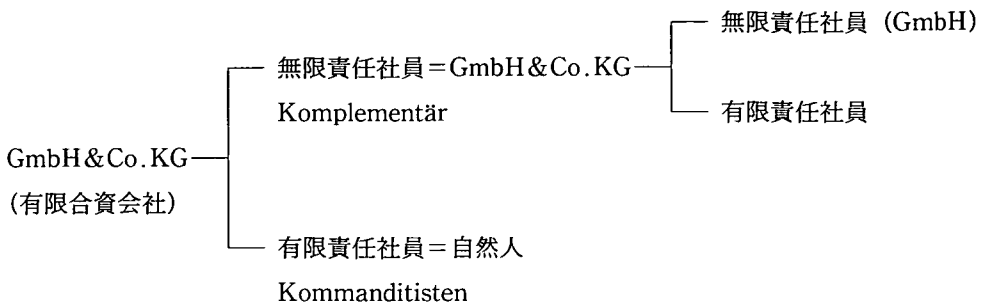 無限責任社員 (GmbH)
無限責任社員=GmbH&Co.KG
Komplementär
有限責任社員
GmbH&Co.KG
(有限合資会社)
有限責任社員=自然人
Kommanditisten